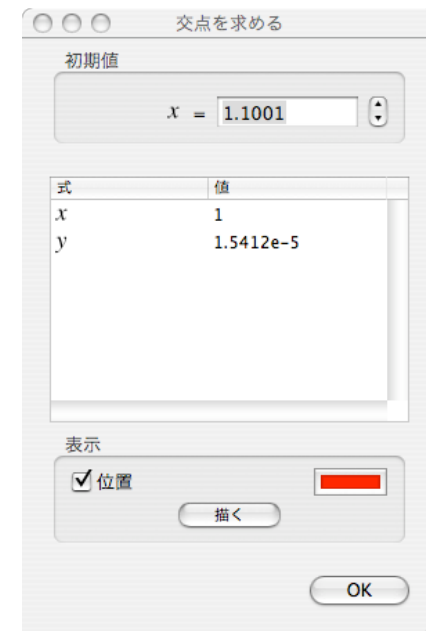 交点を求める
初期値
x = 1.1001
式 値
x 1
y 1.5412e-5
表示
位置
描く
OK